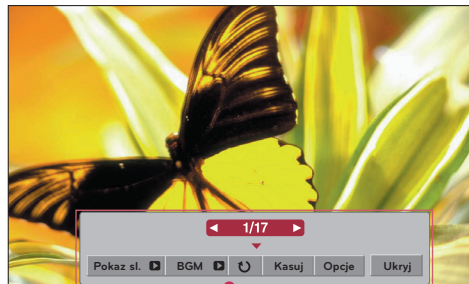 ◄ 1/17 ►
Pokaz sl. BGM Kasuj Opcje Ukryj